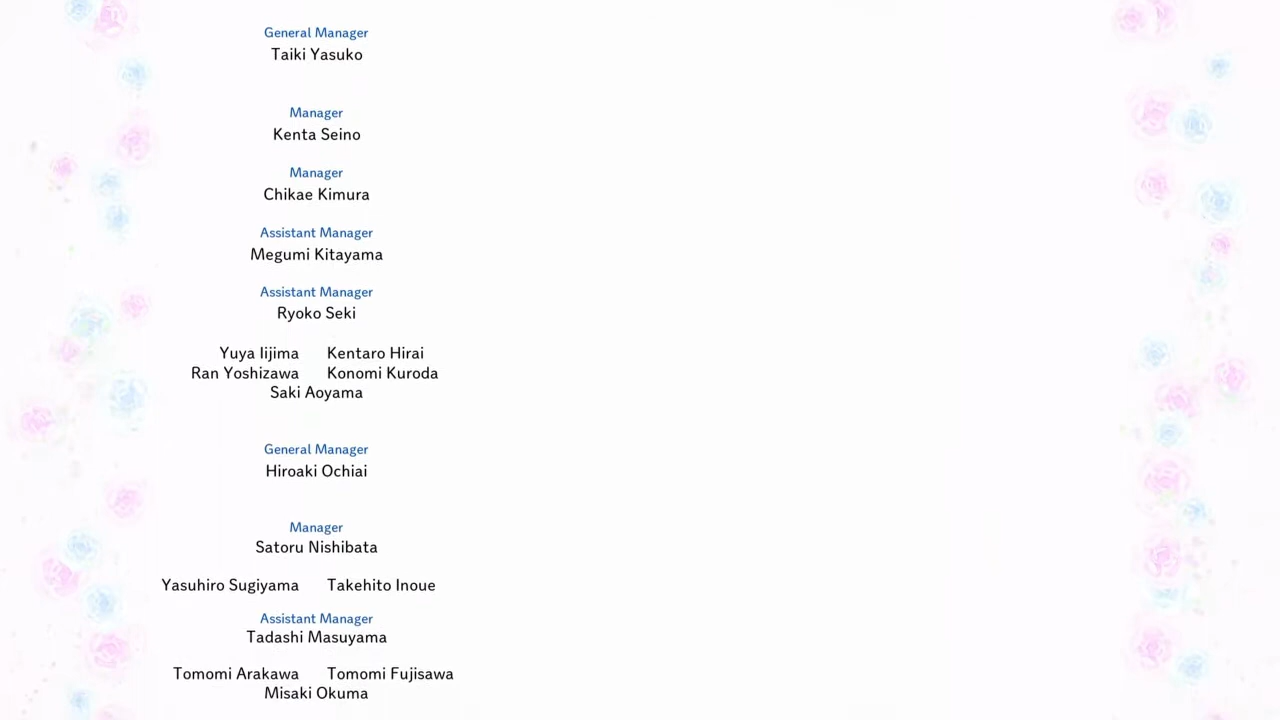 General Manager
Taiki Yasuko
Manager
Kenta Seino
Manager
Chikae Kimura
Assistant Manager
Megumi Kitayama
Assistant Manager
Ryoko Seki
Yuya Iijima Kentaro Hirai
Ran Yoshizawa Konomi Kuroda
Saki Aoyama
General Manager
Hiroaki Ochiai
Manager
Satoru Nishibata
Yasuhiro Sugiyama Takehito Inoue
Assistant Manager
Tadashi Masuyama
Tomomi Arakawa Tomomi Fujisawa
Misaki Okuma